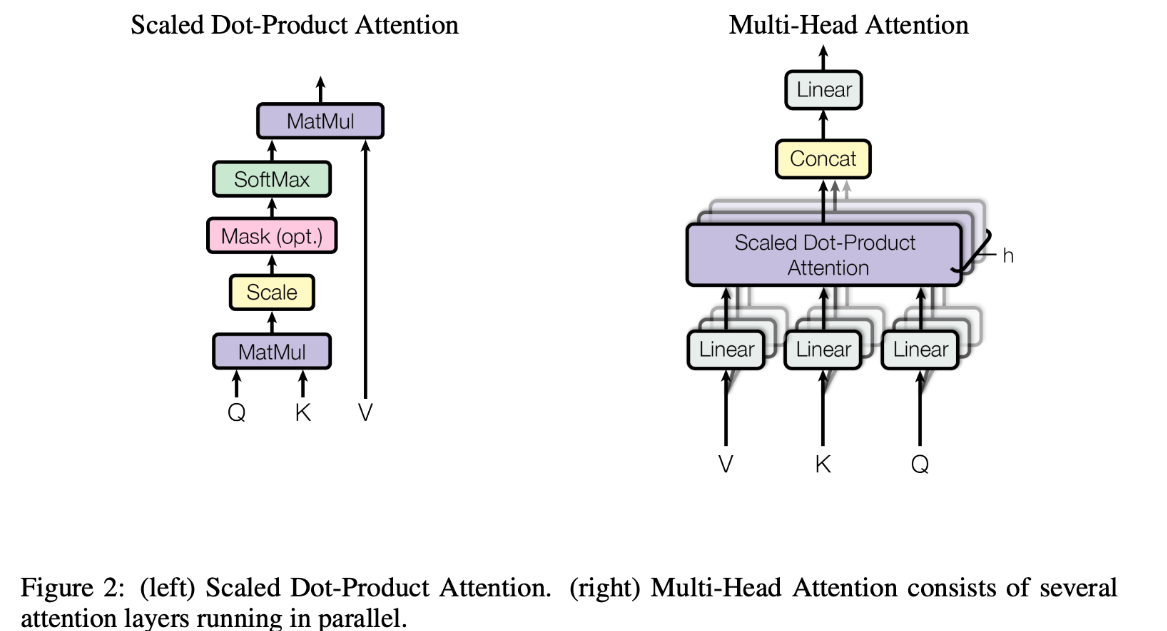 Scaled Dot-Product Attention
MatMul
SoftMax
Mask (opt.)
Scale
MatMul
Q K V
Multi-Head Attention
Linear
Concat
Scaled Dot-Product
Attention
h
Linear Linear Linear
V K Q
Figure 2: (left) Scaled Dot-Product Attention. (right) Multi-Head Attention consists of several
attention layers running in parallel.